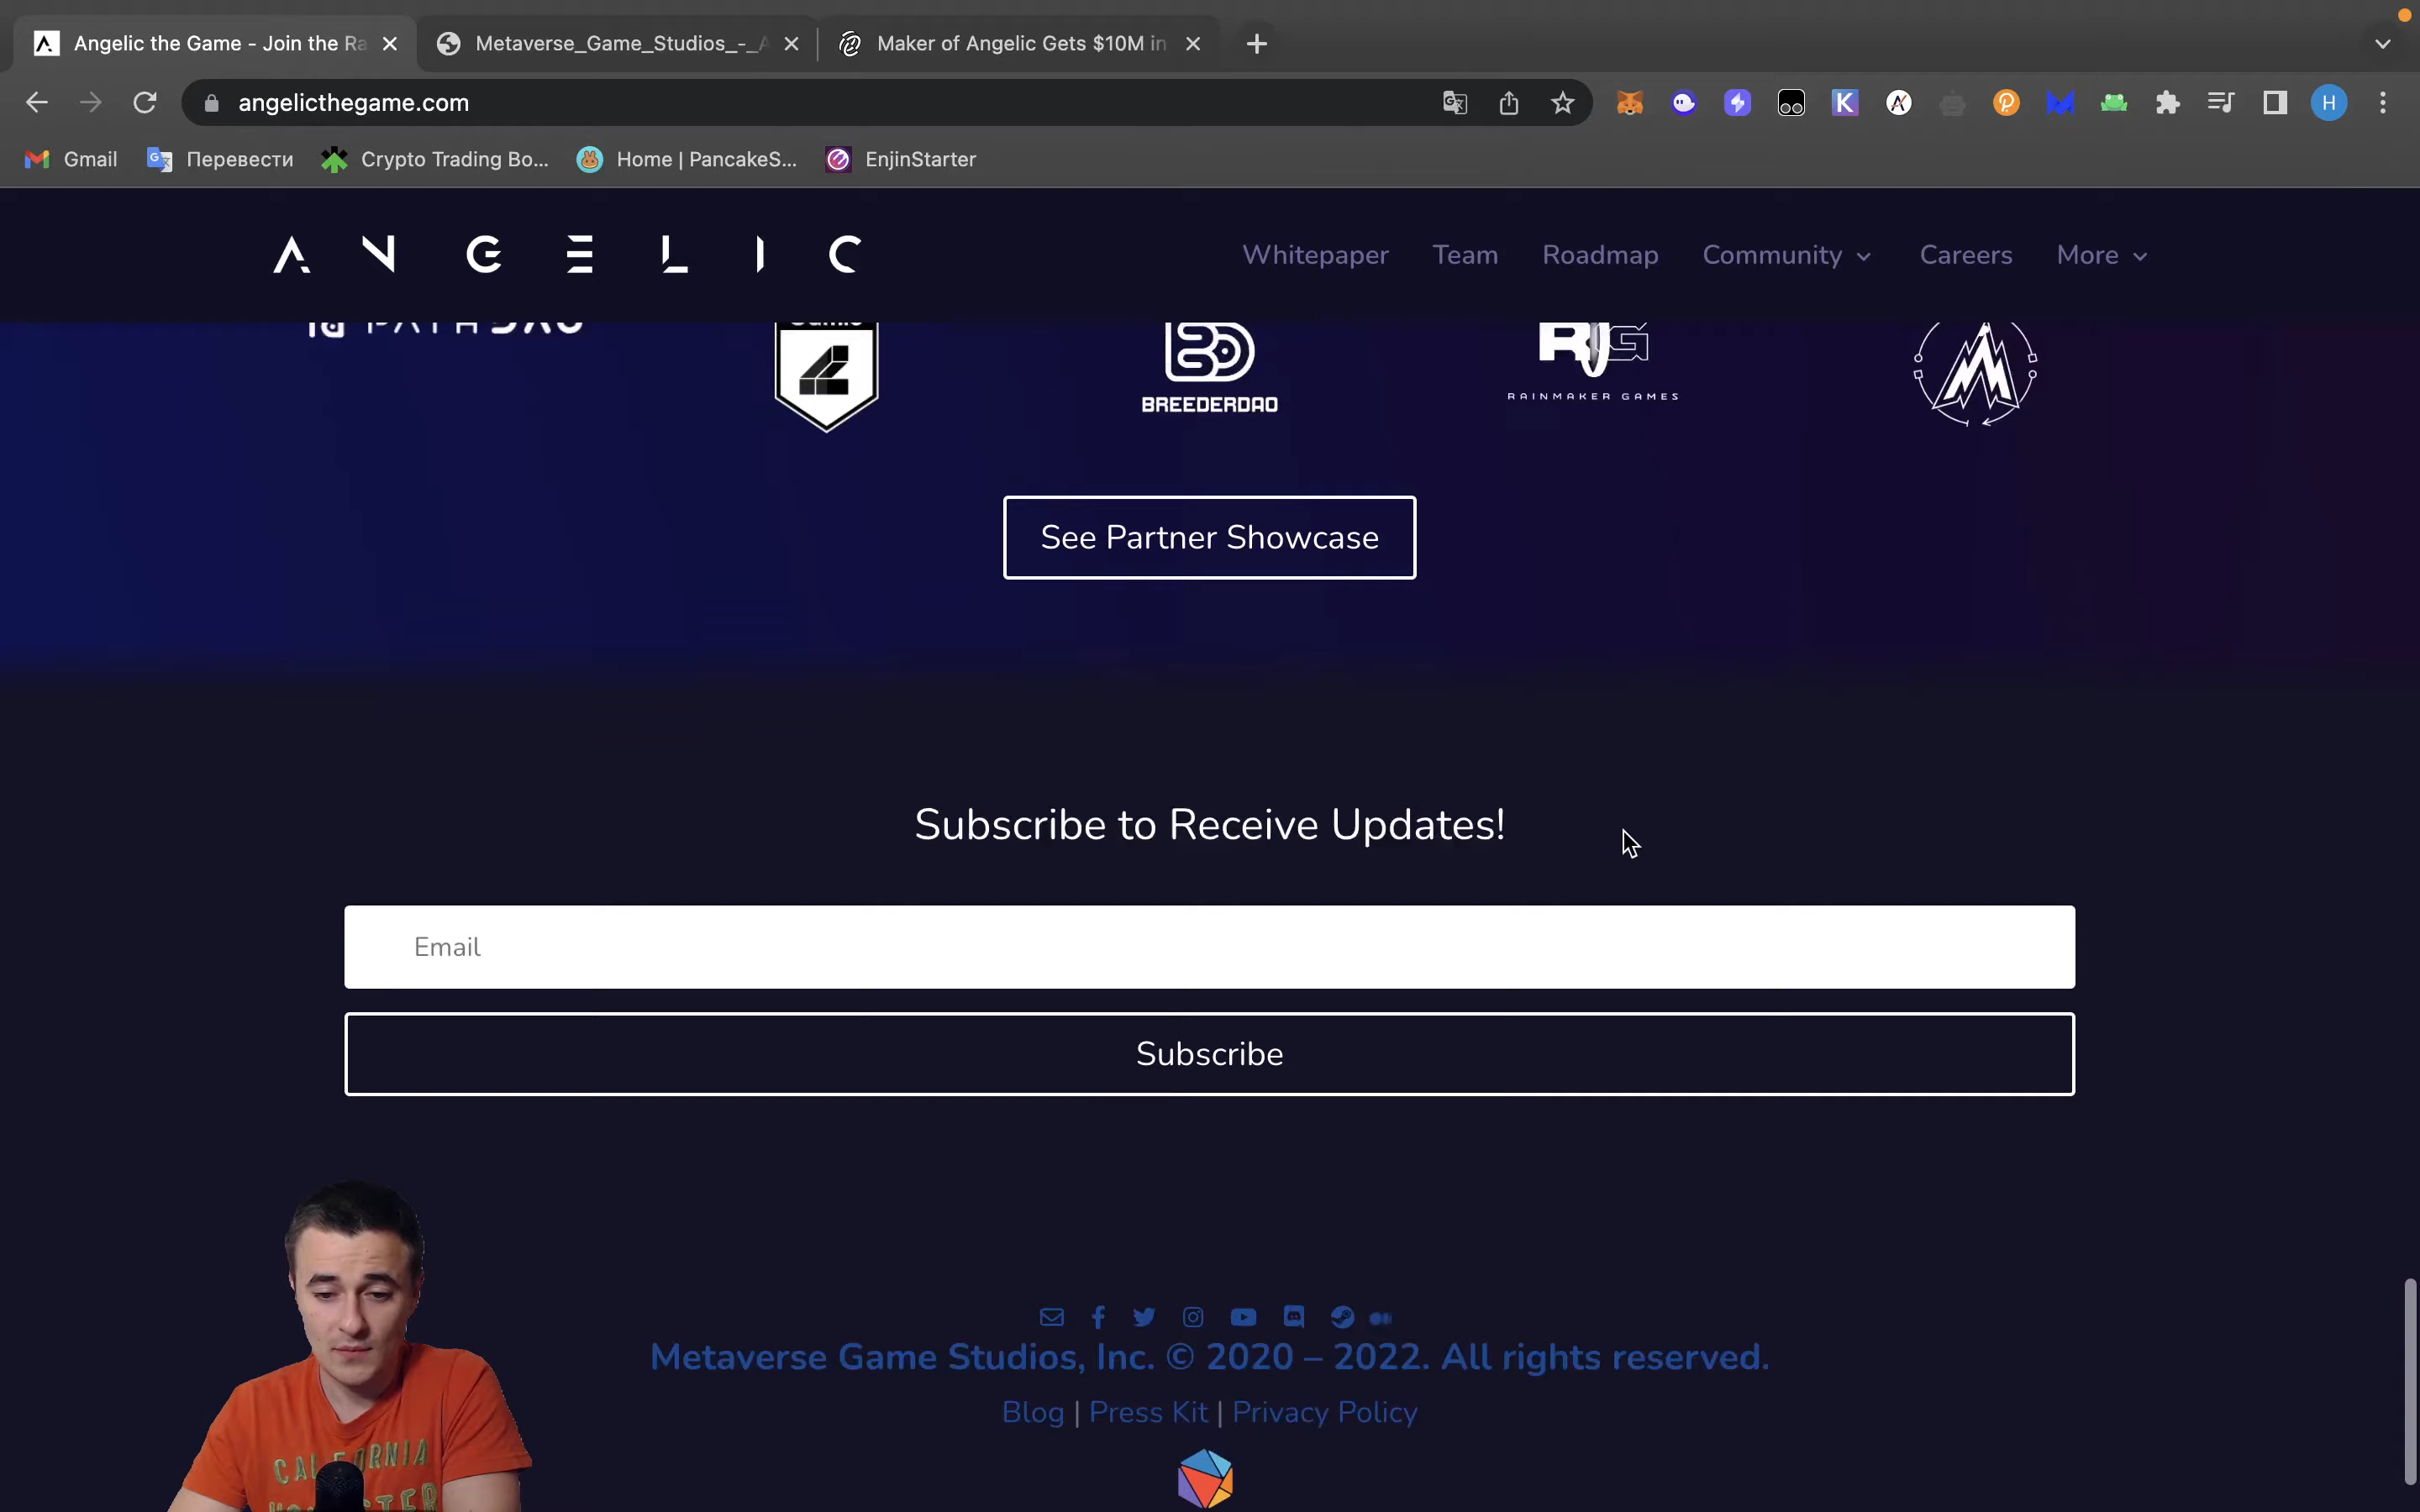 Angelic the Game - Join the Ra
Metaverse_Game_Studios_-_A
Maker of Angelic Gets $10M in
angelicthegame.com
K
H
Gmail
Перевести
Crypto Trading Bo...
Home | PancakeS...
EnjinStarter
ANGELIC
Whitepaper
Team
Roadmap
Community
Careers
More
BREEDERDAO
RAINMAKER GAMES
See Partner Showcase
Subscribe to Receive Updates!
Email
Subscribe
Metaverse Game Studios, Inc. © 2020 – 2022. All rights reserved.
Blog | Press Kit | Privacy Policy
CALIFORNIA